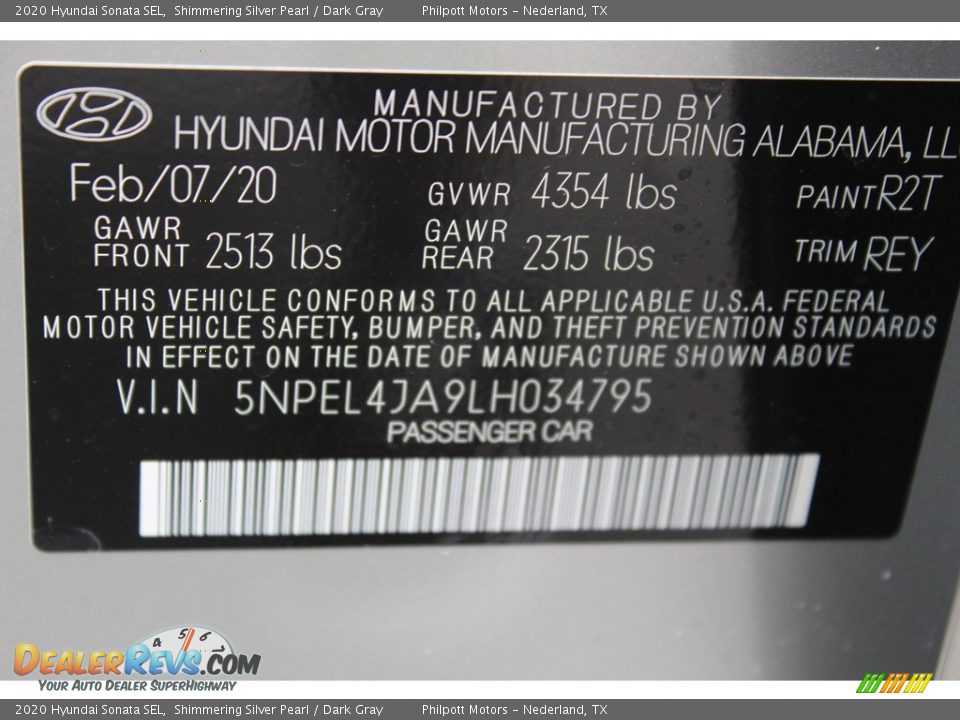 2020 Hyundai Sonata SEL, Shimmering Silver Pearl / Dark Gray Philpott Motors – Nederland, TX
MANUFACTURED BY
HYUNDAI MOTOR MANUFACTURING ALABAMA, LL
Feb/07/20 GVWR 4354 lbs PAINT R2T
GAWR FRONT 2513 lbs GAWR REAR 2315 lbs TRIM REY
THIS VEHICLE CONFORMS TO ALL APPLICABLE U.S.A. FEDERAL
MOTOR VEHICLE SAFETY, BUMPER, AND THEFT PREVENTION STANDARDS
IN EFFECT ON THE DATE OF MANUFACTURE SHOWN ABOVE
V.I.N 5NPEL4JA9LH034795
PASSENGER CAR
4 5 6
DEALERREVS.COM
YOUR AUTO DEALER SUPERHIGHWAY
2020 Hyundai Sonata SEL, Shimmering Silver Pearl / Dark Gray Philpott Motors – Nederland, TX